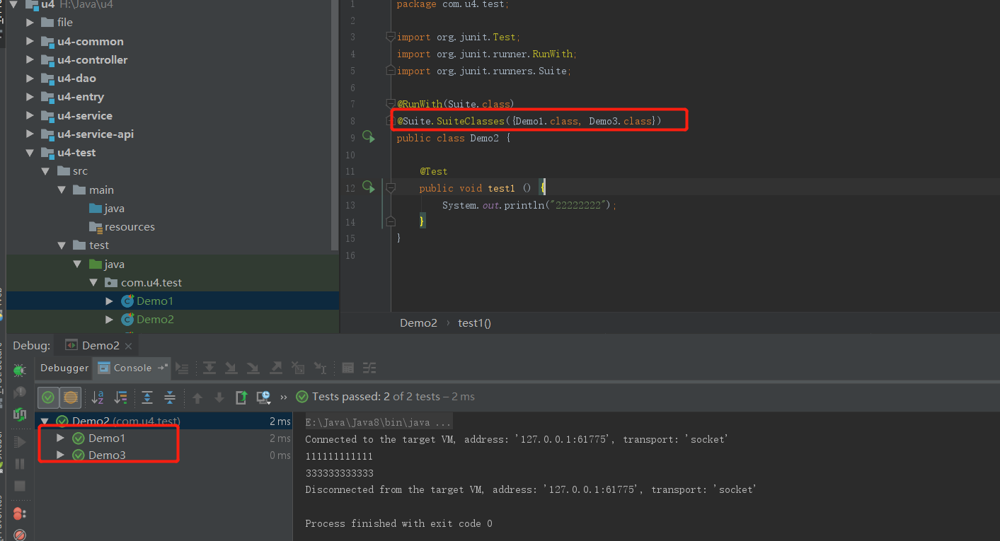 u4 H:\Java\u4
file
u4-common
u4-controller
u4-dao
u4-entry
u4-service
u4-service-api
u4-test
src
main
java
resources
test
java
com.u4.test
Demo1
Demo2
1 package com.u4.test;
2
3 import org.junit.Test;
4 import org.junit.runner.RunWith;
5 import org.junit.runners.Suite;
6
7 @RunWith(Suite.class)
8 @Suite.SuiteClasses({Demo1.class, Demo3.class})
9 public class Demo2 {
10
11 @Test
12 public void test1 () {
13 System.out.println("22222222");
14 }
15 }
16
Demo2 › test1()
Debug: Demo2 ×
Debugger Console
Tests passed: 2 of 2 tests – 2 ms
Demo2 (com.u4.test) 2 ms
Demo1 2 ms
Demo3 0 ms
E:\Java\Java8\bin\java ...
Connected to the target VM, address: '127.0.0.1:61775', transport: 'socket'
111111111111
333333333333
Disconnected from the target VM, address: '127.0.0.1:61775', transport: 'socket'
Process finished with exit code 0